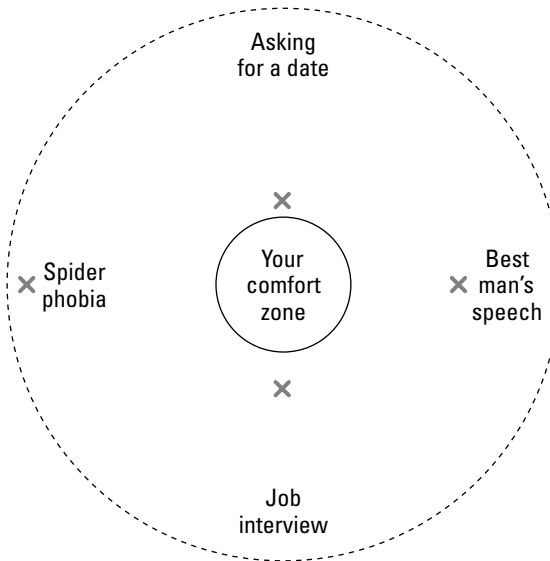 Asking
for a date
Spider
phobia
Your
comfort
zone
Best
man's
speech
Job
interview